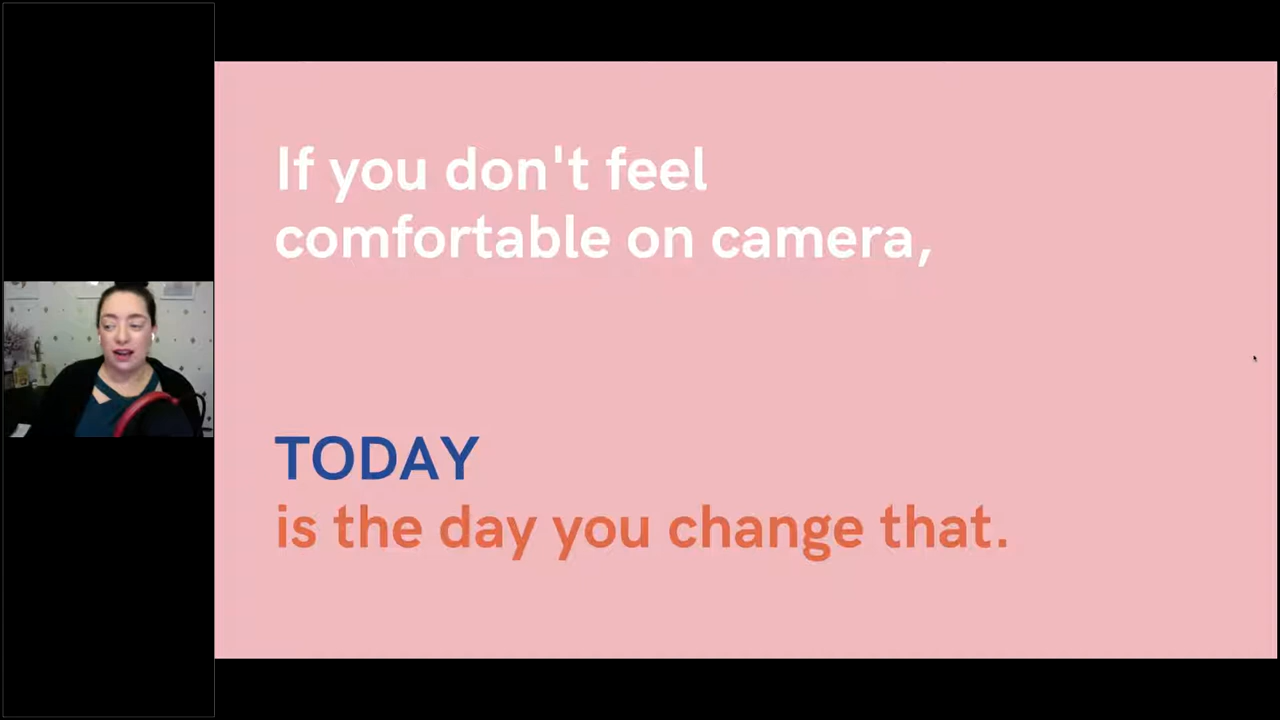 If you don't feel
comfortable on camera,
TODAY
is the day you change that.